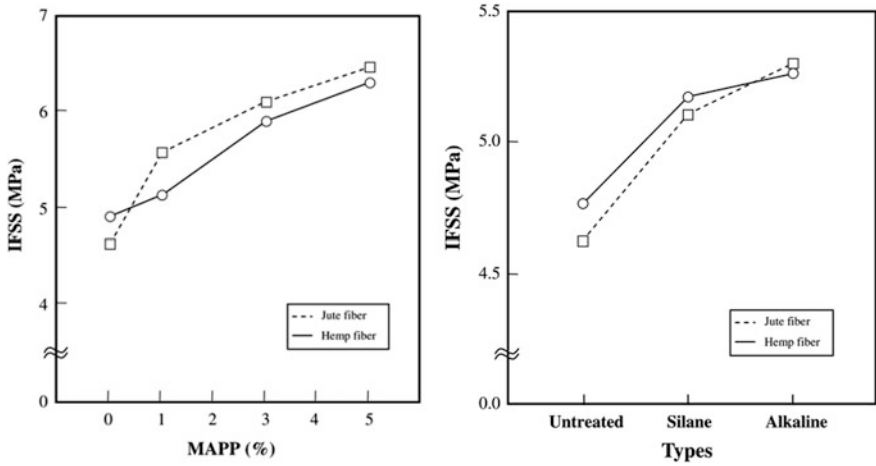 7
6
5
4
0
IFSS (MPa)
0 1 2 3 4 5
MAPP (%)
Jute fiber
Hemp fiber
5.5
5.0
4.5
0.0
IFSS (MPa)
Untreated Silane Alkaline
Types
Jute fiber
Hemp fiber